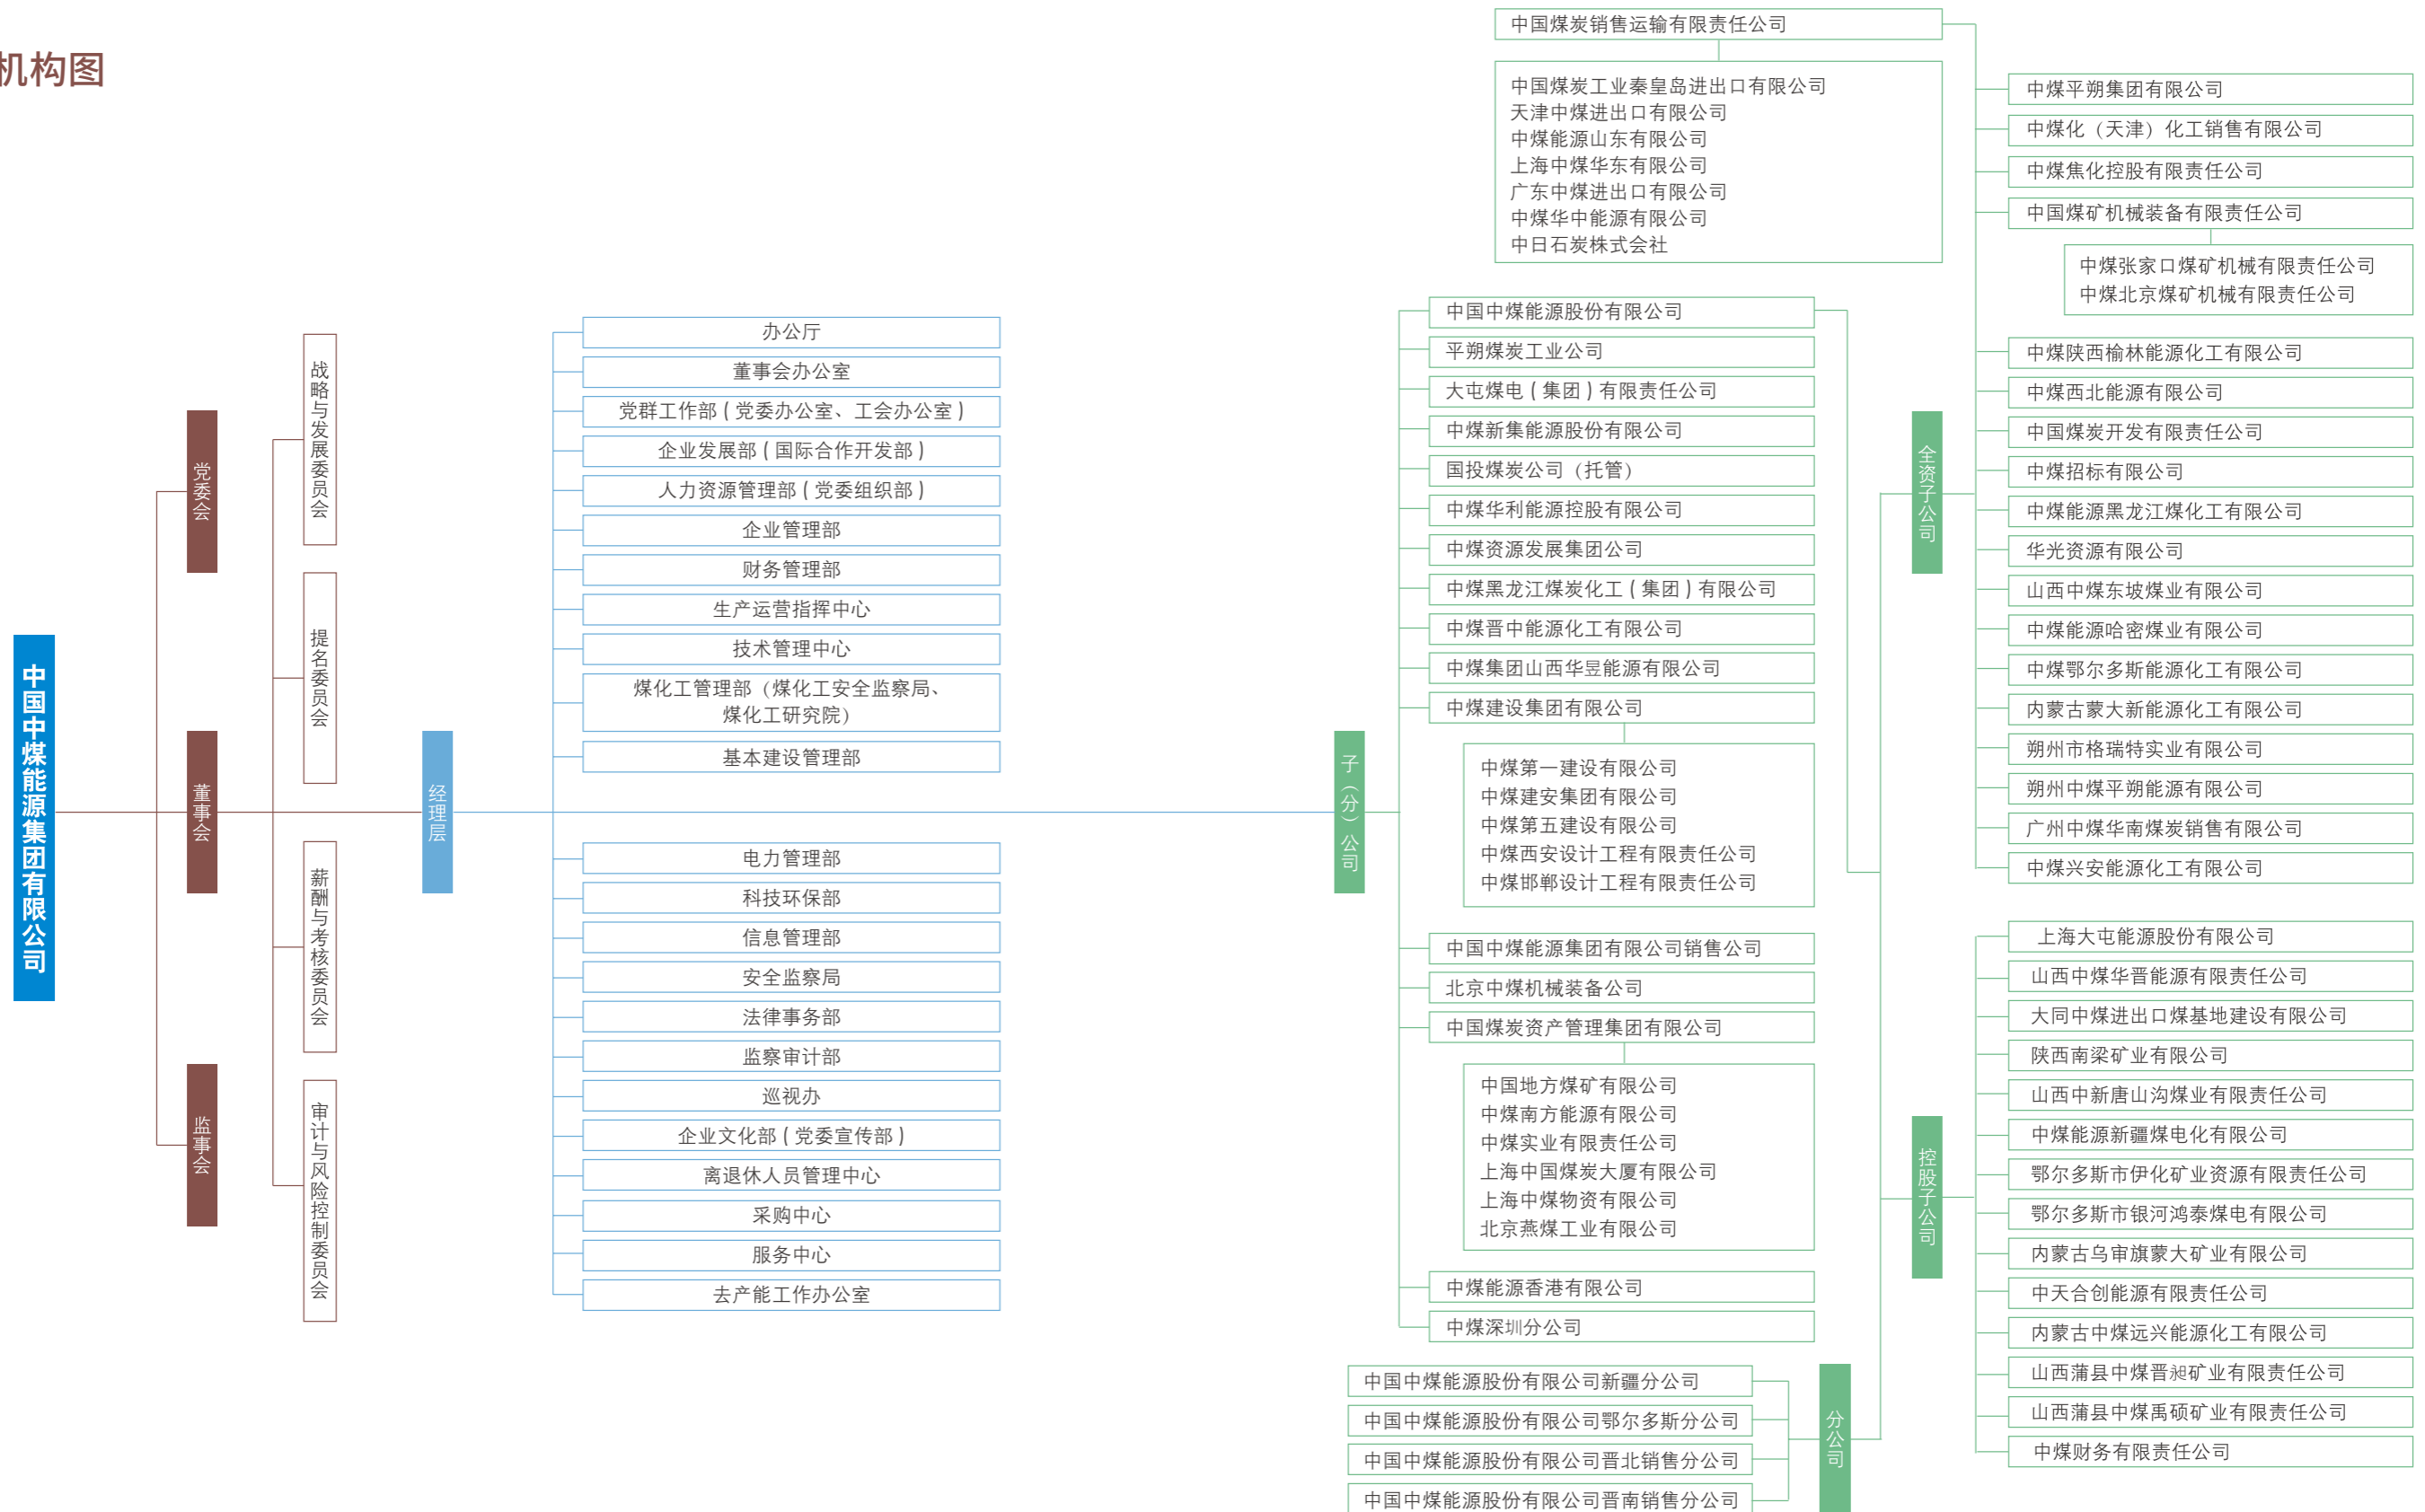 机构图
中国中煤能源集团有限公司
党委会
董事会
监事会
战略与发展委员会
提名委员会
薪酬与考核委员会
审计与风险控制委员会
经理层
办公厅
董事会办公室
党群工作部(党委办公室、工会办公室)
企业发展部(国际合作开发部)
人力资源管理部(党委组织部)
企业管理部
财务管理部
生产运营指挥中心
技术管理中心
煤化工管理部（煤化工安全监察局、
煤化工研究院）
基本建设管理部
电力管理部
科技环保部
信息管理部
安全监察局
法律事务部
监察审计部
巡视办
企业文化部(党委宣传部)
离退休人员管理中心
采购中心
服务中心
去产能工作办公室
子（分）公司
中国中煤能源股份有限公司
平朔煤炭工业公司
大屯煤电(集团)有限责任公司
中煤新集能源股份有限公司
国投煤炭公司（托管）
中煤华利能源控股有限公司
中煤资源发展集团公司
中煤黑龙江煤炭化工(集团)有限公司
中煤晋中能源化工有限公司
中煤集团山西华昱能源有限公司
中煤建设集团有限公司
中煤第一建设有限公司
中煤建安集团有限公司
中煤第五建设有限公司
中煤西安设计工程有限责任公司
中煤邯郸设计工程有限责任公司
中国中煤能源集团有限公司销售公司
北京中煤机械装备公司
中国煤炭资产管理集团有限公司
中国地方煤矿有限公司
中煤南方能源有限公司
中煤实业有限责任公司
上海中国煤炭大厦有限公司
上海中煤物资有限公司
北京燕煤工业有限公司
中煤能源香港有限公司
中煤深圳分公司
中国煤炭销售运输有限责任公司
中国煤炭工业秦皇岛进出口有限公司
天津中煤进出口有限公司
中煤能源山东有限公司
上海中煤华东有限公司
广东中煤进出口有限公司
中煤华中能源有限公司
中日石炭株式会社
全资子公司
中煤平朔集团有限公司
中煤化（天津）化工销售有限公司
中煤焦化控股有限责任公司
中国煤矿机械装备有限责任公司
中煤张家口煤矿机械有限责任公司
中煤北京煤矿机械有限责任公司
中煤陕西榆林能源化工有限公司
中煤西北能源有限公司
中国煤炭开发有限责任公司
中煤招标有限公司
中煤能源黑龙江煤化工有限公司
华光资源有限公司
山西中煤东坡煤业有限公司
中煤能源哈密煤业有限公司
中煤鄂尔多斯能源化工有限公司
内蒙古蒙大新能源化工有限公司
朔州市格瑞特实业有限公司
朔州中煤平朔能源有限公司
广州中煤华南煤炭销售有限公司
中煤兴安能源化工有限公司
控股子公司
上海大屯能源股份有限公司
山西中煤华晋能源有限责任公司
大同中煤进出口煤基地建设有限公司
陕西南梁矿业有限公司
山西中新唐山沟煤业有限责任公司
中煤能源新疆煤电化有限公司
鄂尔多斯市伊化矿业资源有限责任公司
鄂尔多斯市银河鸿泰煤电有限公司
内蒙古乌审旗蒙大矿业有限公司
中天合创能源有限责任公司
内蒙古中煤远兴能源化工有限公司
山西蒲县中煤晋昶矿业有限责任公司
山西蒲县中煤禹硕矿业有限责任公司
中煤财务有限责任公司
分公司
中国中煤能源股份有限公司新疆分公司
中国中煤能源股份有限公司鄂尔多斯分公司
中国中煤能源股份有限公司晋北销售分公司
中国中煤能源股份有限公司晋南销售分公司